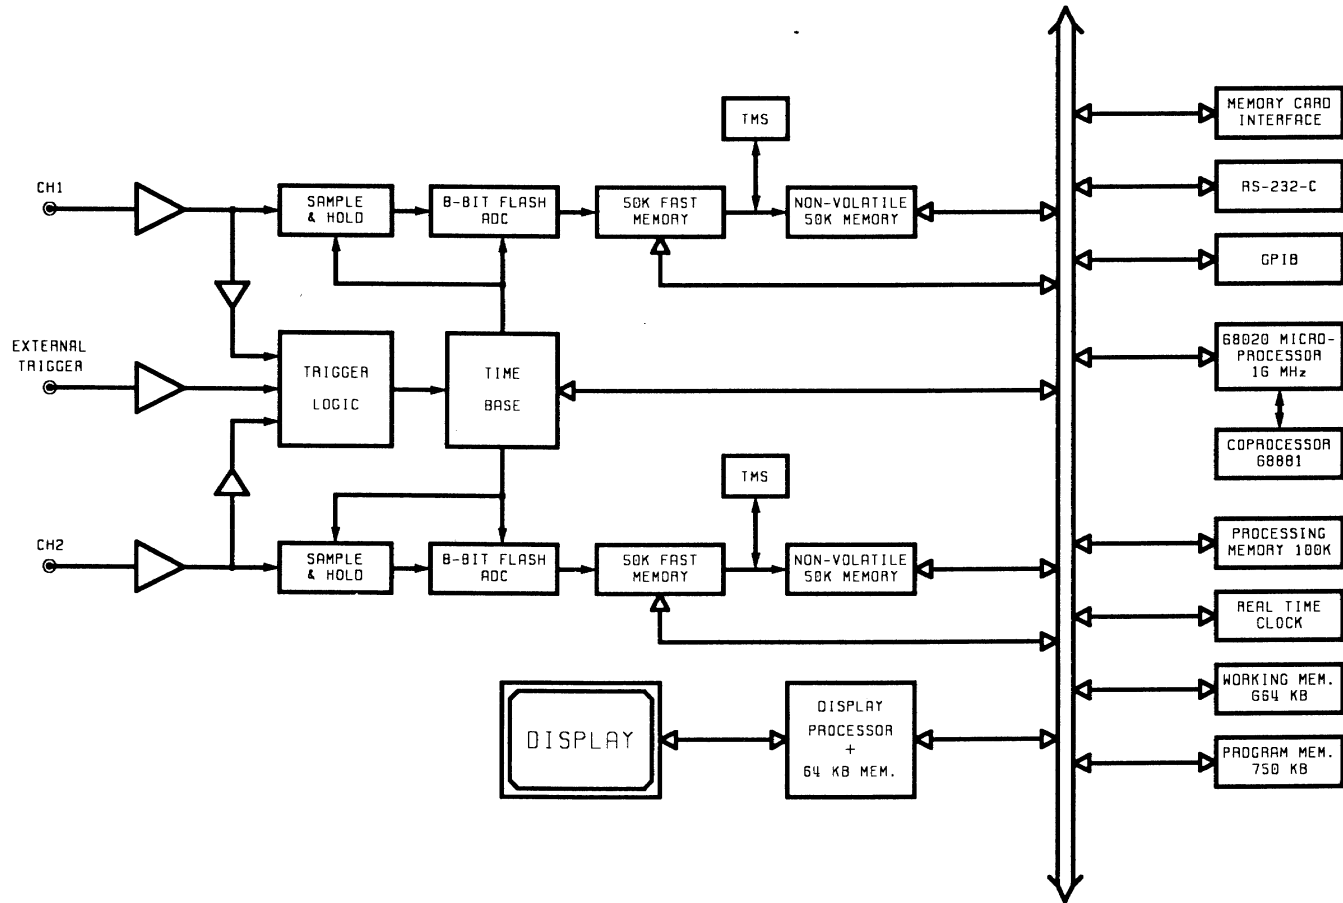 MEMORY CARD
INTERFACE
TMS
CH1
SAMPLE
& HOLD
8-BIT FLASH
ADC
50K FAST
MEMORY
NON-VOLATILE
50K MEMORY
RS-232-C
GPIB
EXTERNAL
TRIGGER
TRIGGER
LOGIC
TIME
BASE
68020 MICRO-
PROCESSOR
16 MHz
COPROCESSOR
68881
TMS
CH2
SAMPLE
& HOLD
8-BIT FLASH
ADC
50K FAST
MEMORY
NON-VOLATILE
50K MEMORY
PROCESSING
MEMORY 100K
REAL TIME
CLOCK
DISPLAY
DISPLAY
PROCESSOR
+
64 KB MEM.
WORKING MEM.
664 KB
PROGRAM MEM.
750 KB